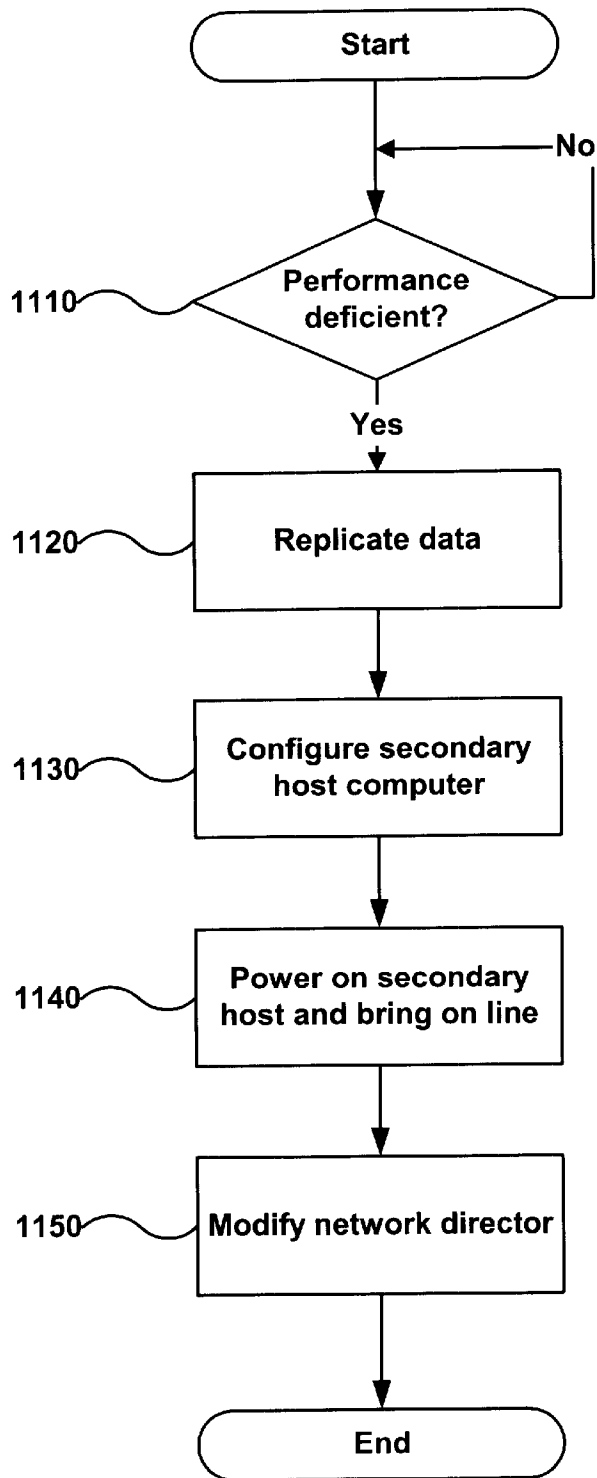 Start
No
1110
Performance
deficient?
Yes
1120
Replicate data
1130
Configure secondary
host computer
1140
Power on secondary
host and bring on line
1150
Modify network director
End